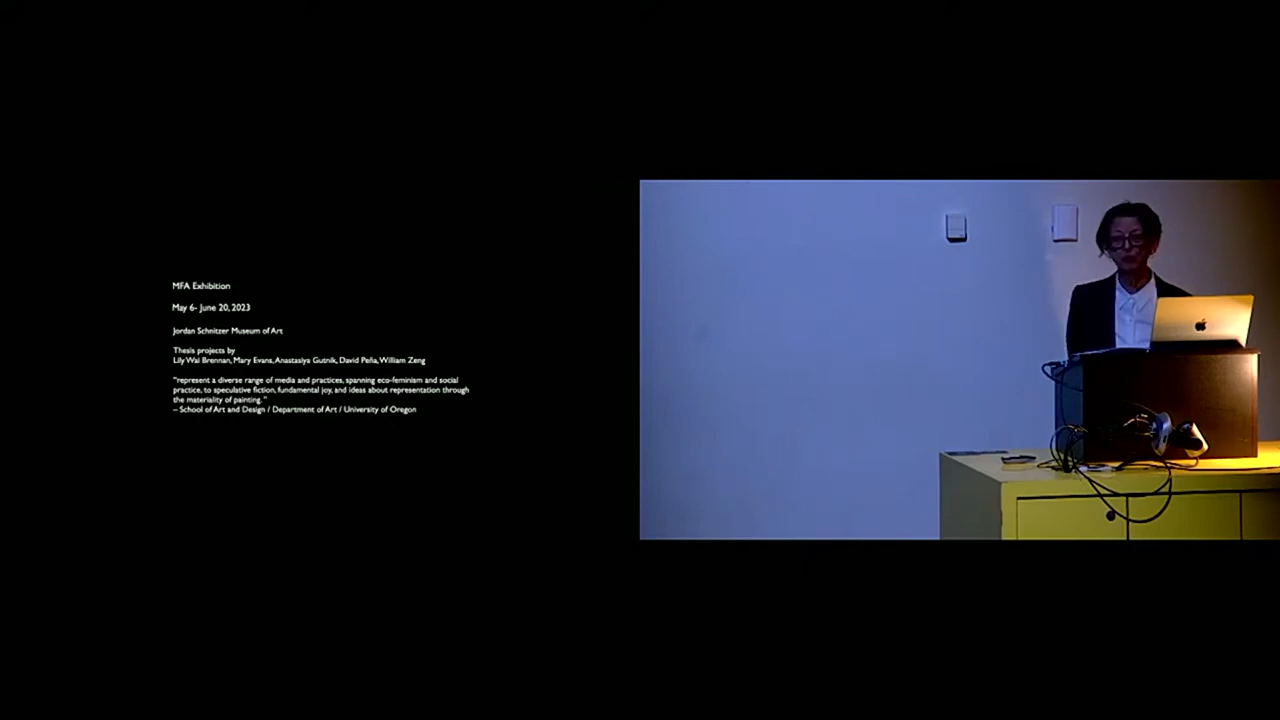 MFA Exhibition
May 6- June 20, 2023
Jordan Schnitzer Museum of Art
Thesis projects by
Lily Wai Brennan, Mary Evans, Anastasiya Gutnik, David Peña, William Zeng
"represent a diverse range of media and practices, spanning eco-feminism and social
practice, to speculative fiction, fundamental joy, and ideas about representation through
the materiality of painting."
– School of Art and Design / Department of Art / University of Oregon